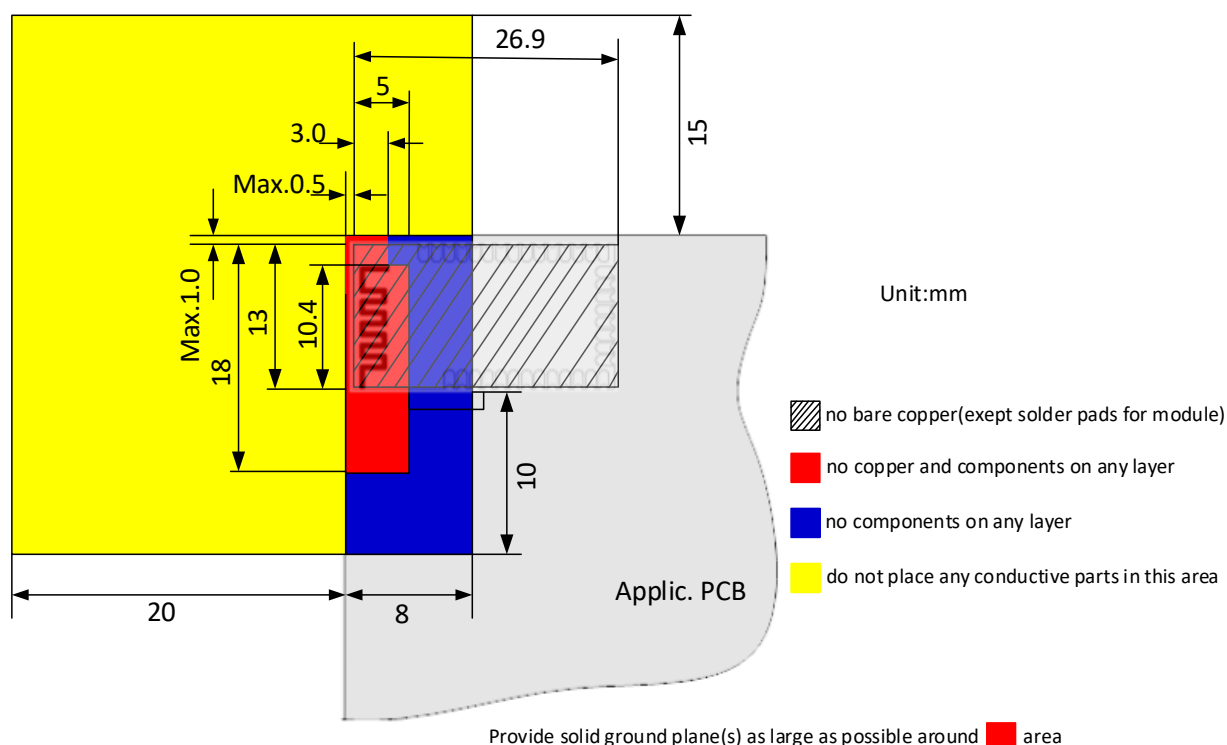 26.9
5
3.0
15
Max.0.5
Max.1.0
13
10.4
18
Unit:mm
no bare copper(exept solder pads for module)
no copper and components on any layer
10
no components on any layer
do not place any conductive parts in this area
Applic. PCB
20
8
Provide solid ground plane(s) as large as possible around area